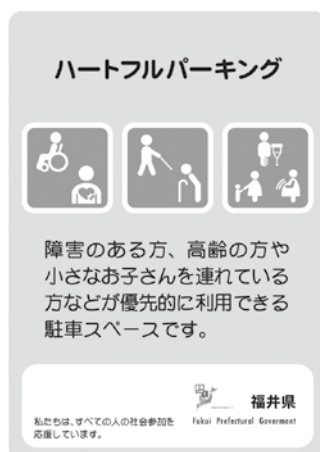 ハートフルパーキング
障害のある方、高齢の方や
小さなお子さんを連れている
方などが優先的に利用できる
駐車スペースです。
私たちは、すべての人の社会参加を
応援しています。
福井県
Fukui Prefectural Goverment